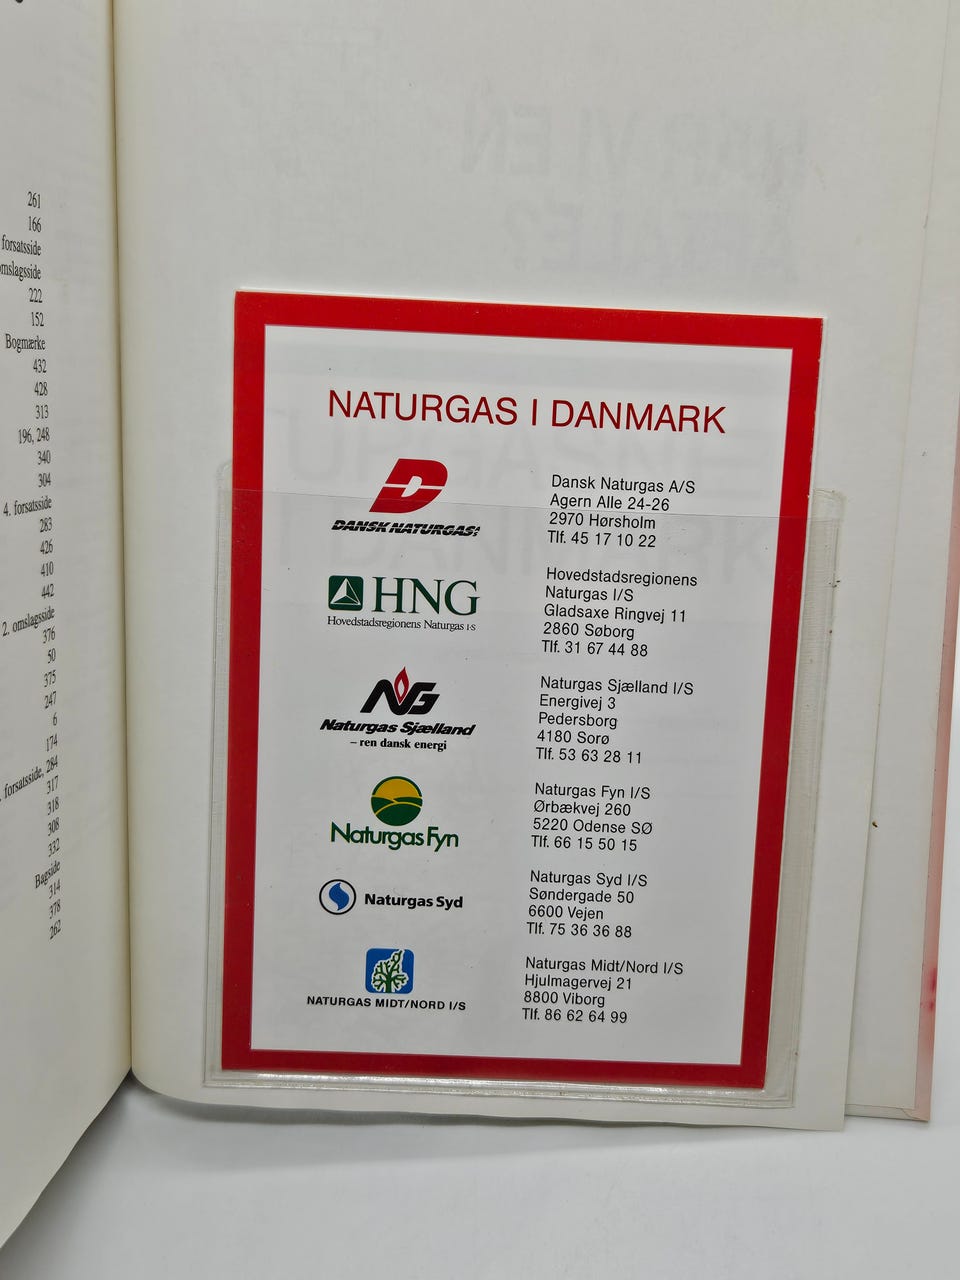 261
166
forsatsside
omslagsside
222
152
Bogmærke
432
428
313
196, 248
340
304
4. forsatsside
283
426
410
442
2. omslagsside
376
50
375
247
6
174
forsatsside, 284
317
318
308
332
Bagside
314
378
262
NATURGAS I DANMARK
DANSK NATURGAS
Dansk Naturgas A/S
Agern Alle 24-26
2970 Hørsholm
Tlf. 45 17 10 22
HNG
Hovedstadsregionens Naturgas I·S
Hovedstadsregionens
Naturgas I/S
Gladsaxe Ringvej 11
2860 Søborg
Tlf. 31 67 44 88
NG
Naturgas Sjælland
– ren dansk energi
Naturgas Sjælland I/S
Energivej 3
Pedersborg
4180 Sorø
Tlf. 53 63 28 11
Naturgas Fyn
Naturgas Fyn I/S
Ørbækvej 260
5220 Odense SØ
Tlf. 66 15 50 15
Naturgas Syd
Naturgas Syd I/S
Søndergade 50
6600 Vejen
Tlf. 75 36 36 88
NATURGAS MIDT/NORD I/S
Naturgas Midt/Nord I/S
Hjulmagervej 21
8800 Viborg
Tlf. 86 62 64 99